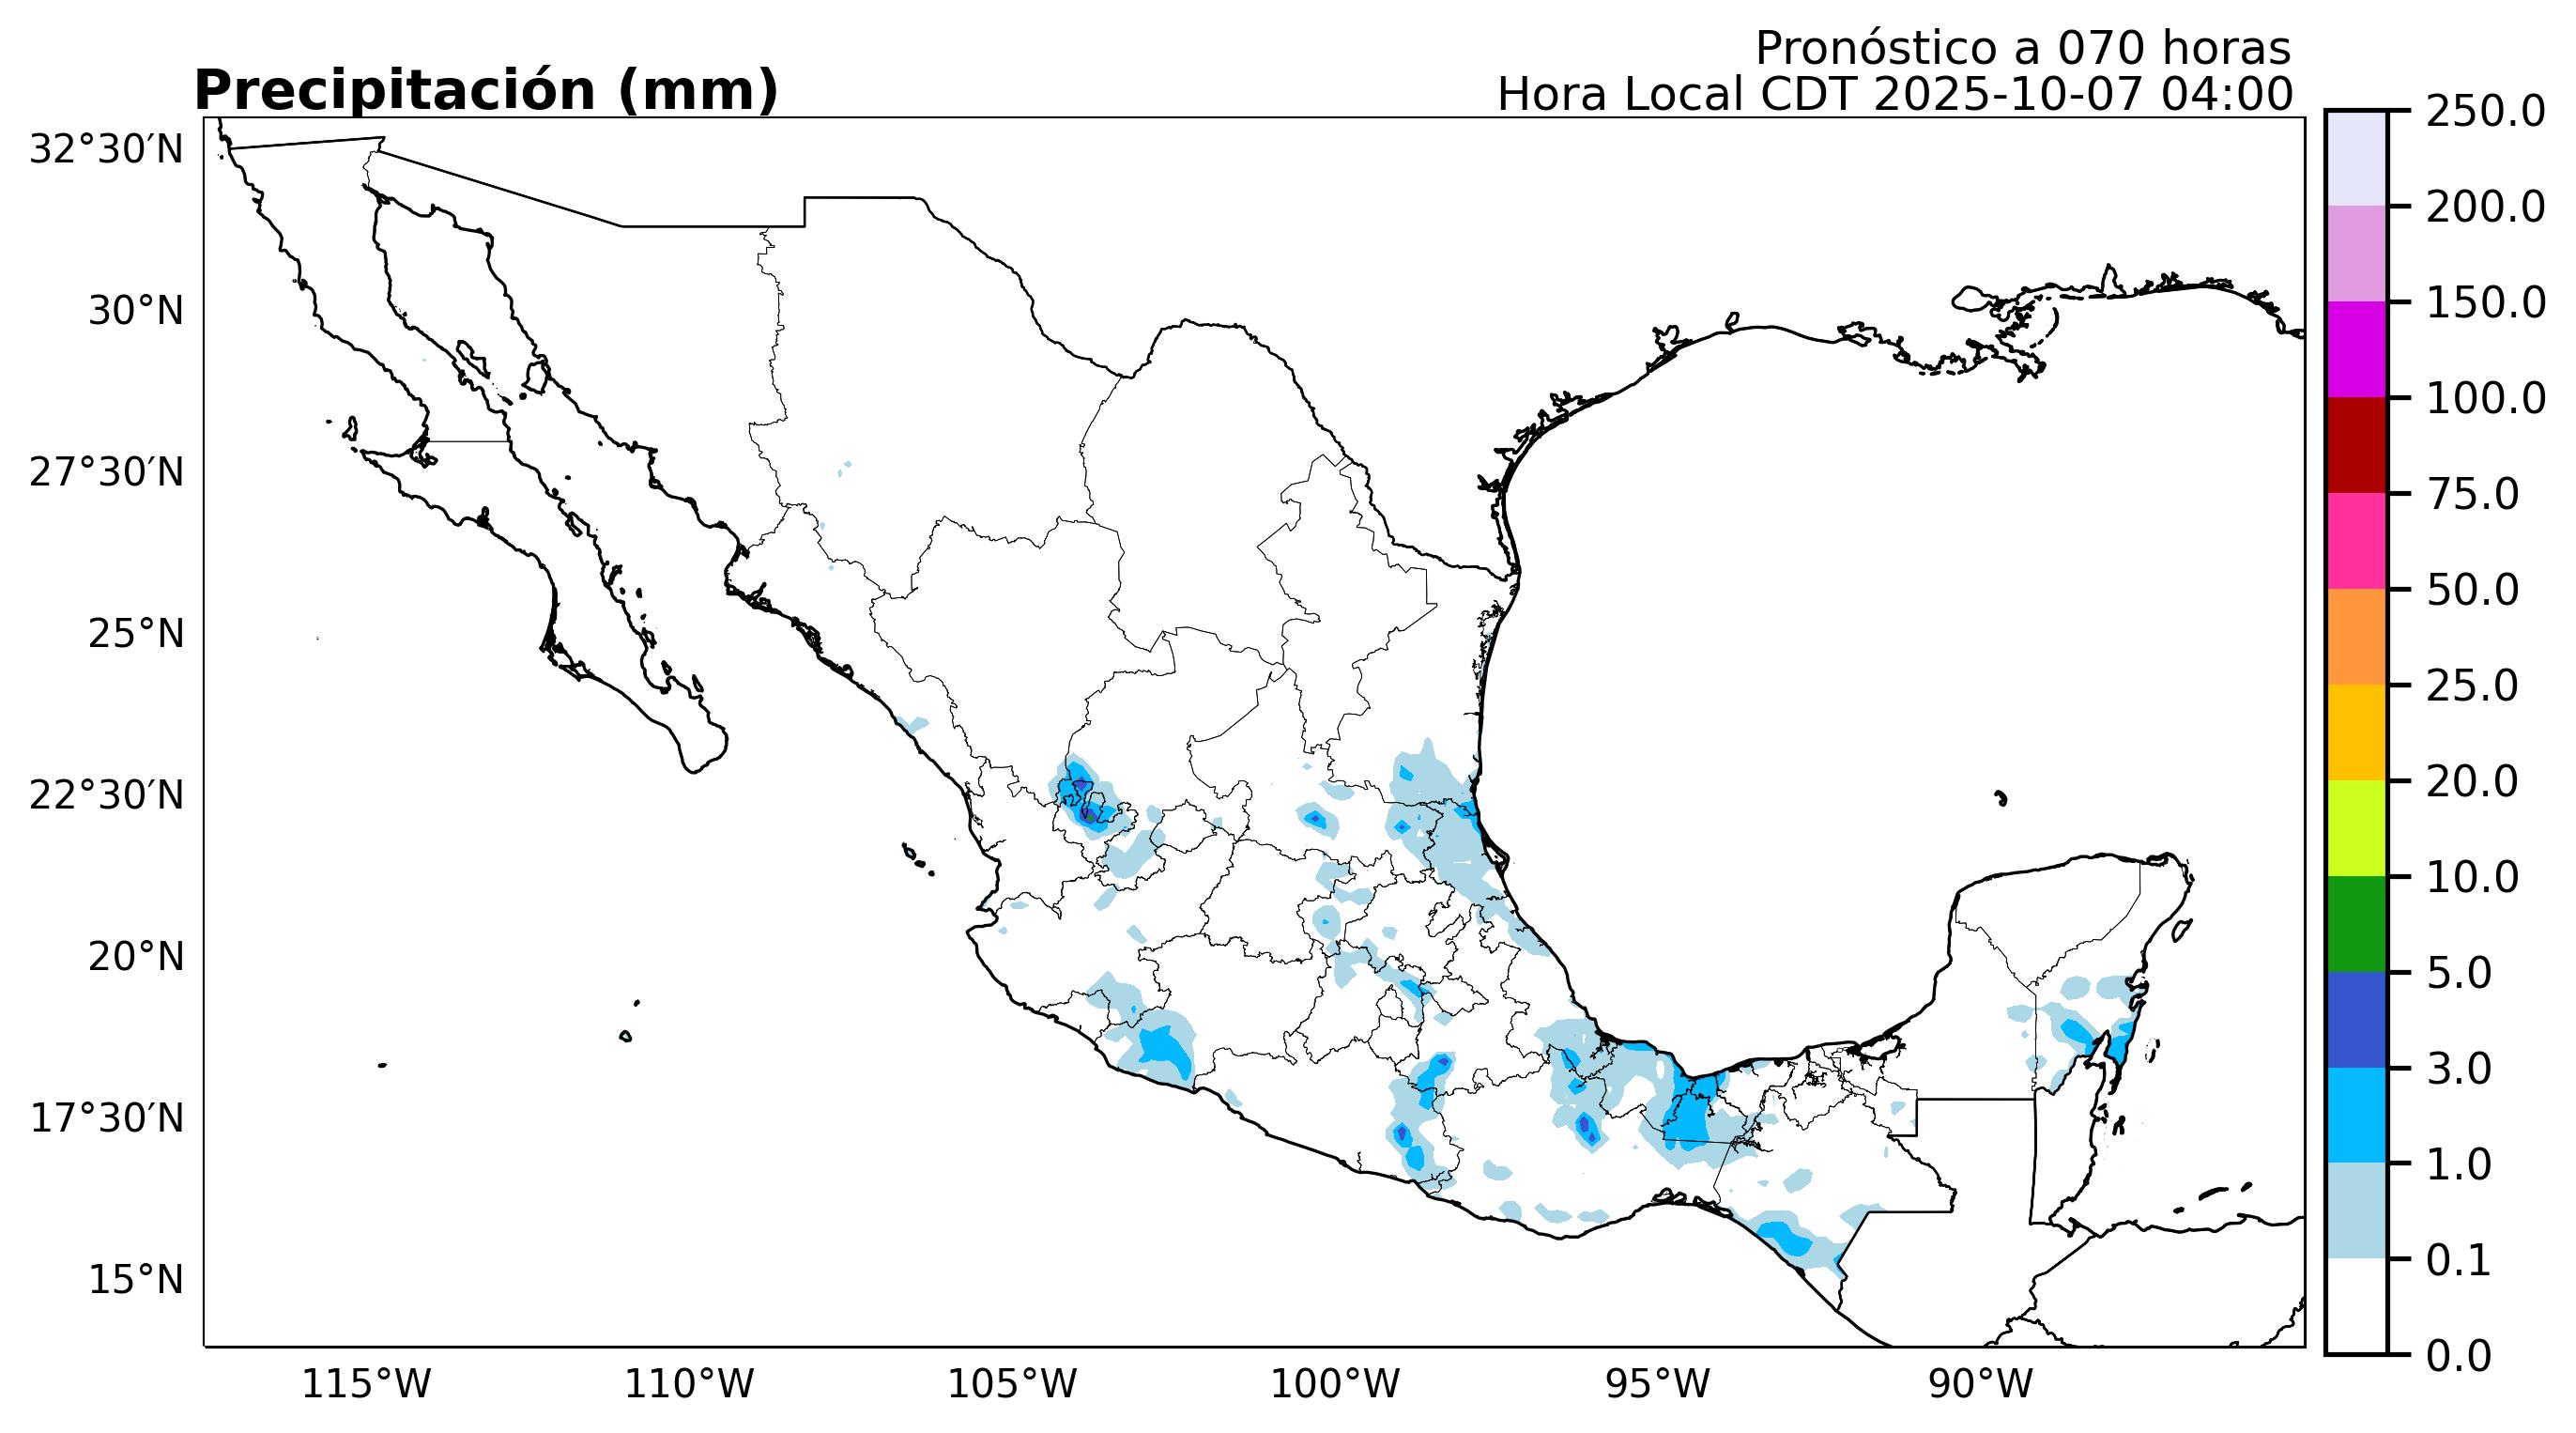 Pronóstico a 070 horas
Precipitación (mm)
Hora Local CDT 2025-10-07 04:00
32°30′N
30°N
27°30′N
25°N
22°30′N
20°N
17°30′N
15°N
115°W
110°W
105°W
100°W
95°W
90°W
250.0
200.0
150.0
100.0
75.0
50.0
25.0
20.0
10.0
5.0
3.0
1.0
0.1
0.0